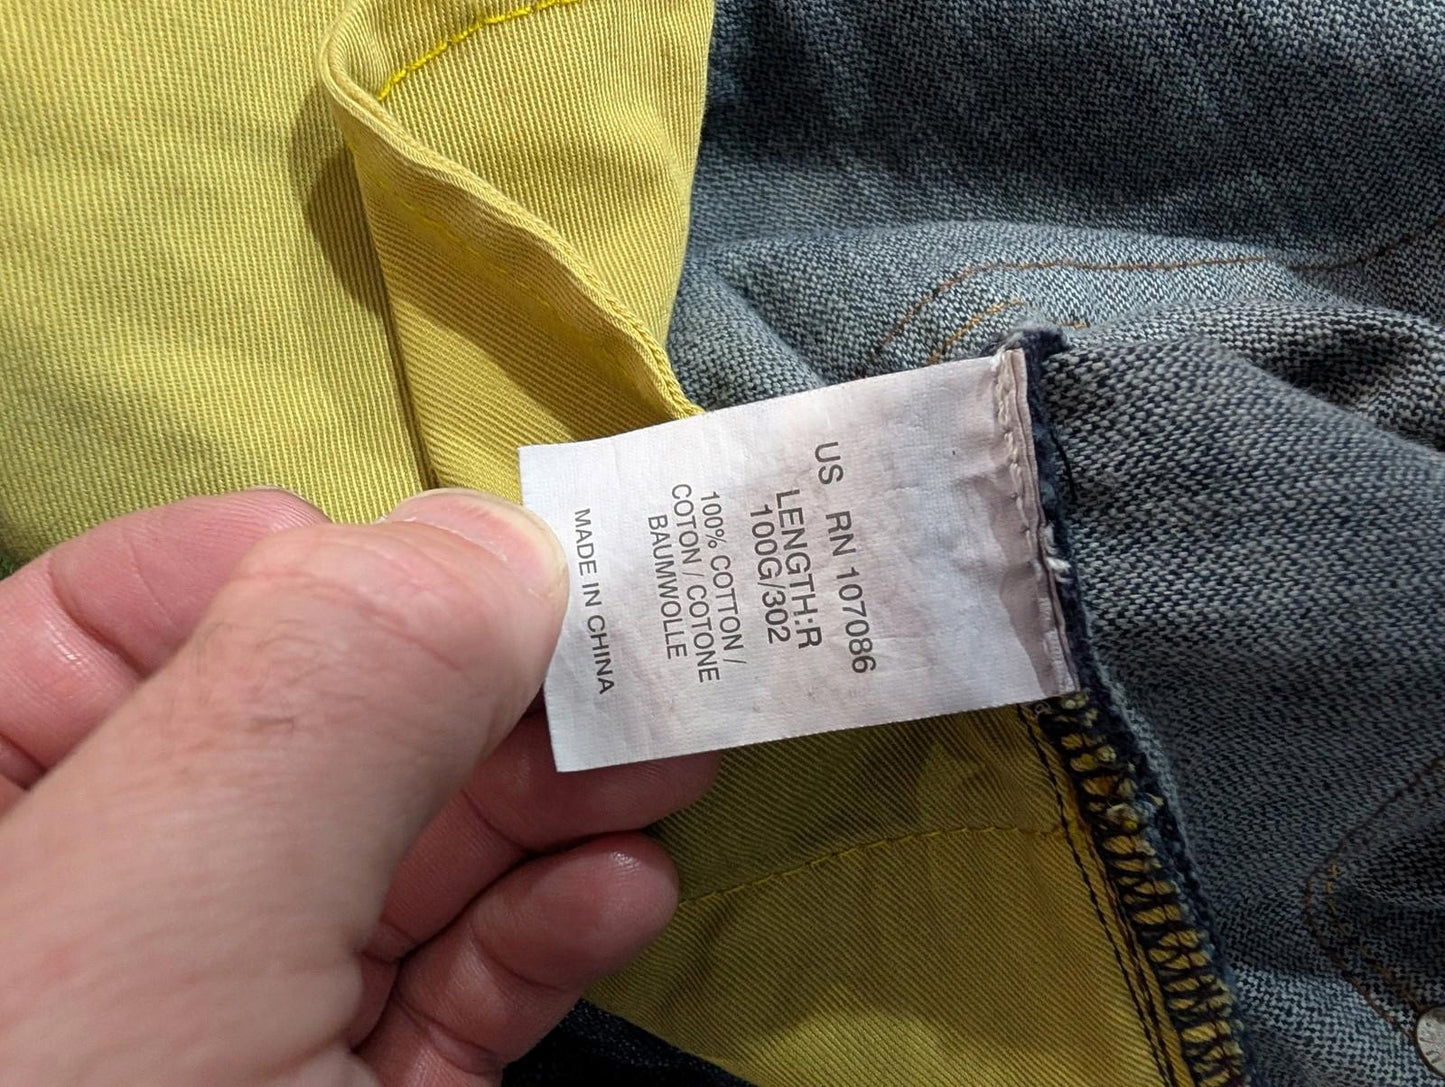 US RN 107086
LENGTH:R
100G/302
100% COTTON /
COTON / COTONE
BAUMWOLLE
MADE IN CHINA